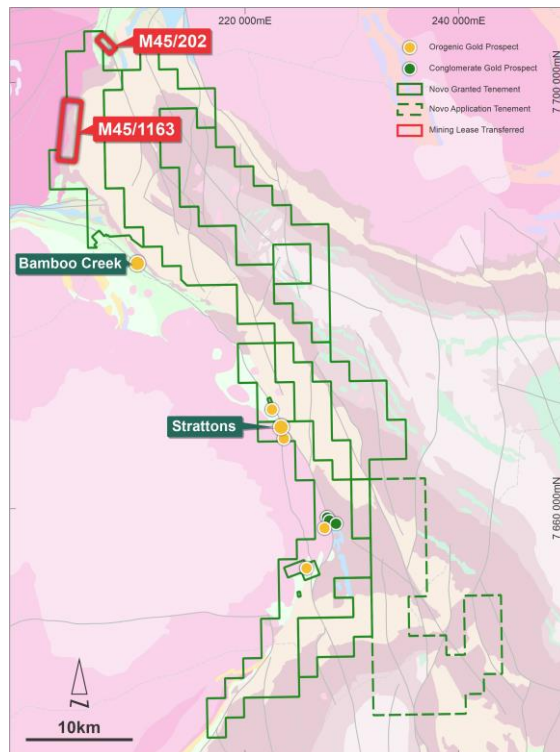 220 000mE
240 000mE
M45/202
Orogenic Gold Prospect
Conglomerate Gold Prospect
Novo Granted Tenement
Novo Application Tenement
Mining Lease Transferred
7 700 000mN
M45/1163
Bamboo Creek
Strattons
7 660 000mN
N
10km